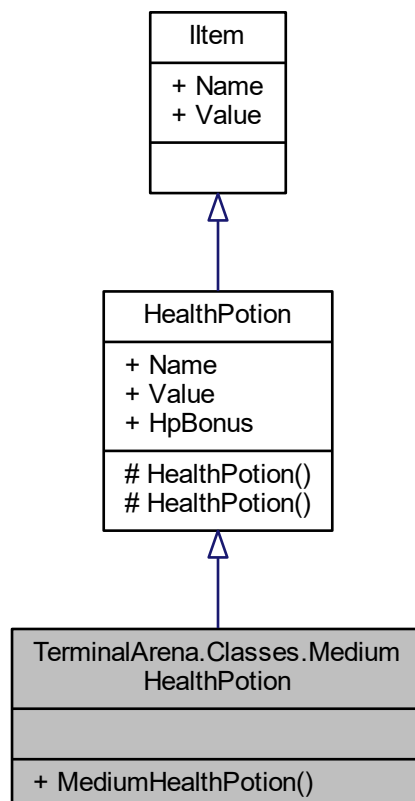 IItem
+ Name
+ Value
HealthPotion
+ Name
+ Value
+ HpBonus
# HealthPotion()
# HealthPotion()
TerminalArena.Classes.Medium
HealthPotion
+ MediumHealthPotion()